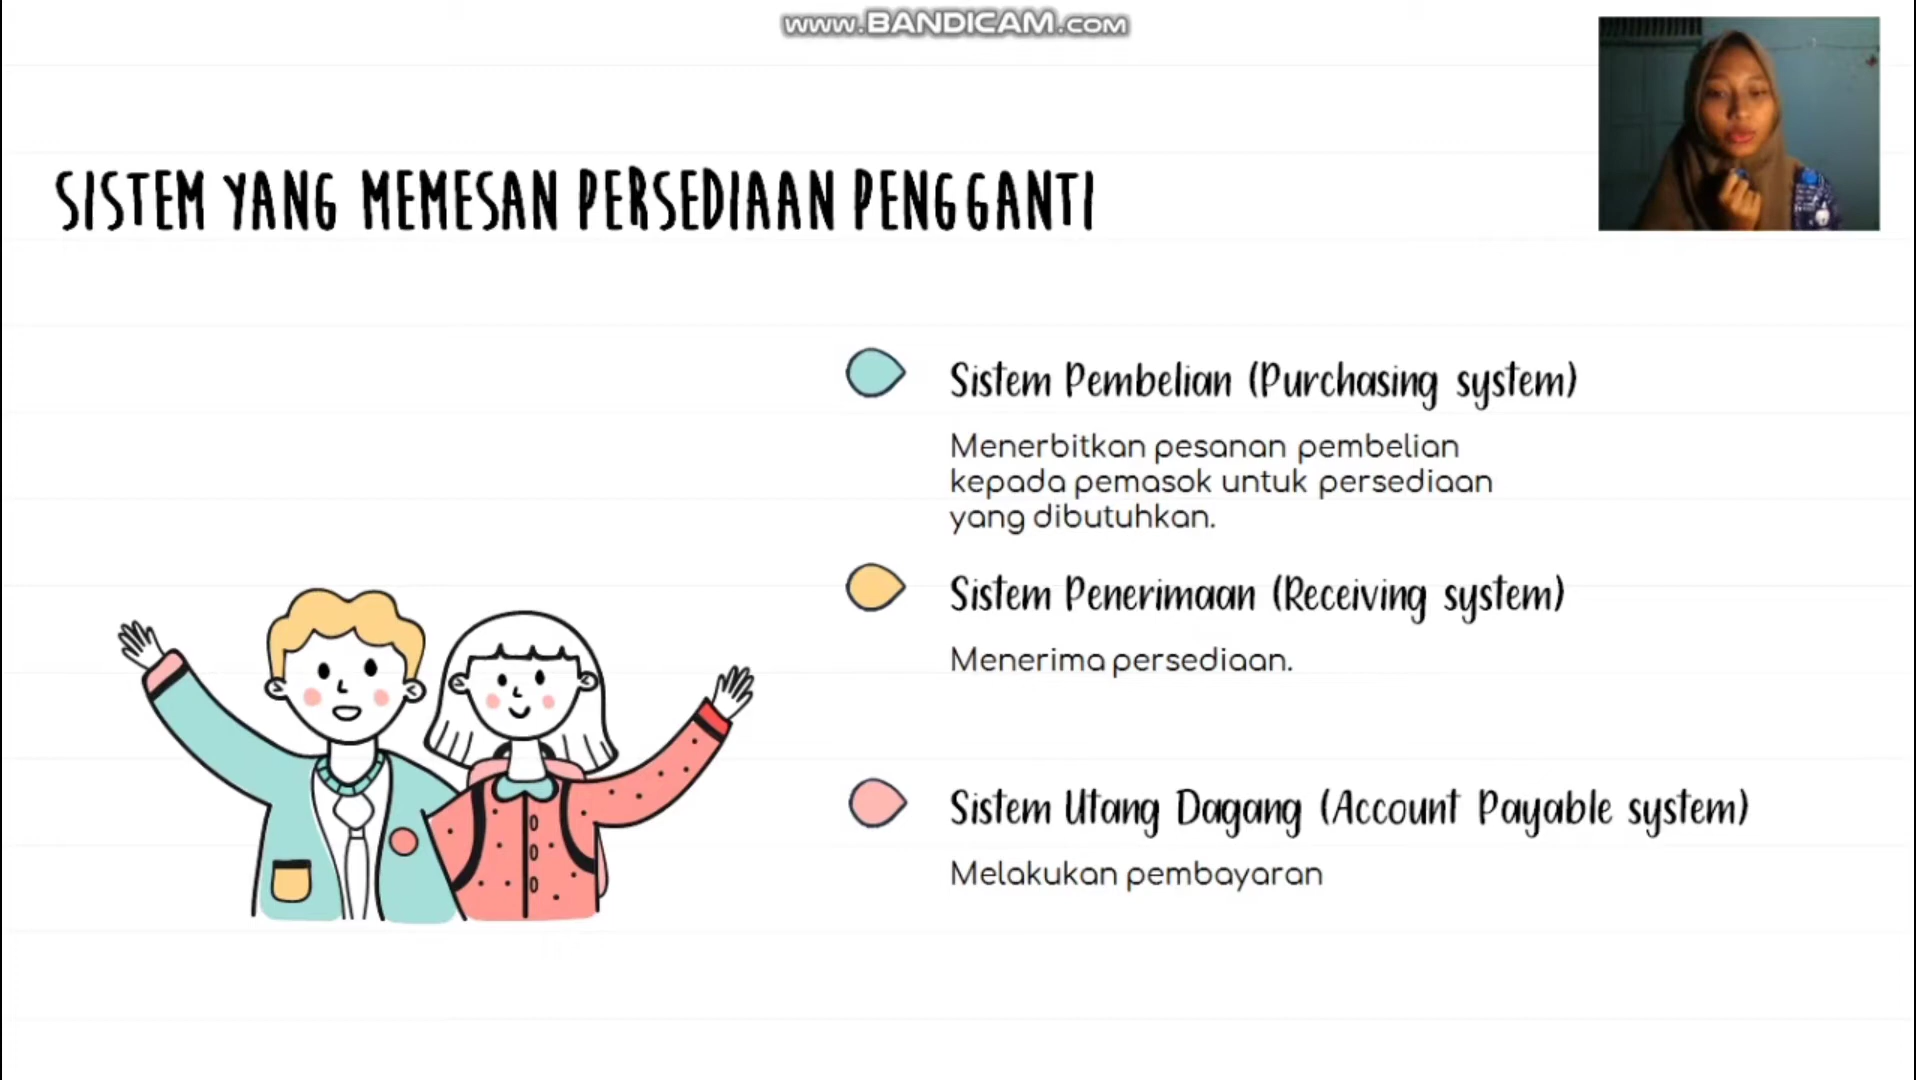 www.BANDICAM.com
SISTEM YANG MEMESAN PERSEDIAAN PENGGANTI
Sistem Pembelian (Purchasing system)
Menerbitkan pesanan pembelian
kepada pemasok untuk persediaan
yang dibutuhkan.
Sistem Penerimaan (Receiving system)
Menerima persediaan.
Sistem Utang Dagang (Account Payable system)
Melakukan pembayaran